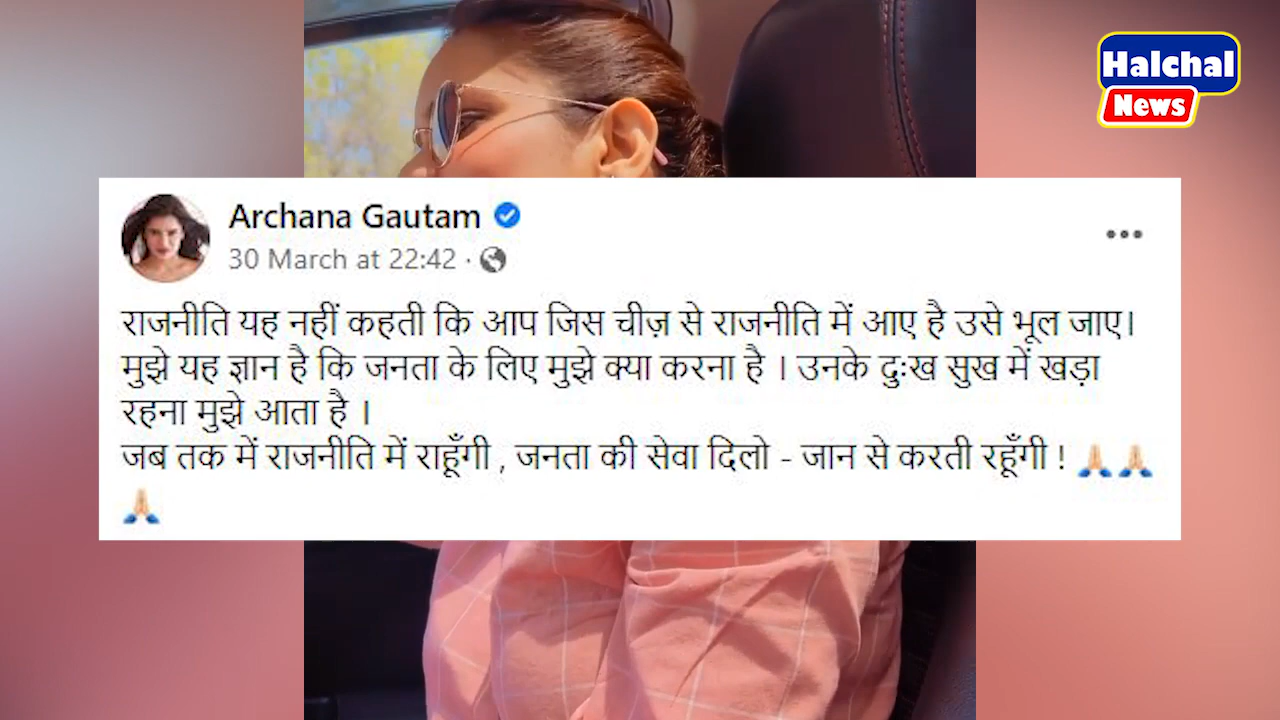 Halchal
News
Archana Gautam
30 March at 22:42 ·
राजनीति यह नहीं कहती कि आप जिस चीज़ से राजनीति में आए है उसे भूल जाए।
मुझे यह ज्ञान है कि जनता के लिए मुझे क्या करना है । उनके दुःख सुख में खड़ा
रहना मुझे आता है ।
जब तक में राजनीति में राहूँगी , जनता की सेवा दिलो - जान से करती रहूँगी ! 🙏🏻🙏🏻
🙏🏻